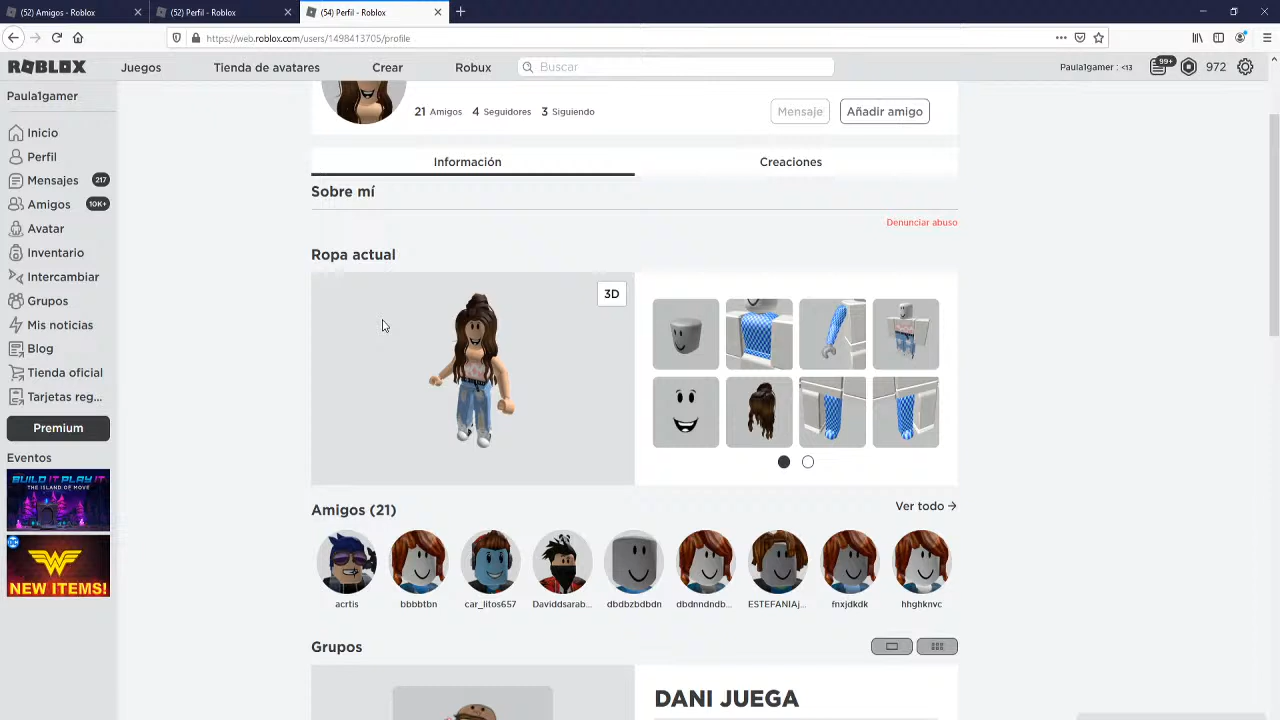 (52) Amigos - Roblox
(52) Perfil - Roblox
(54) Perfil - Roblox
https://web.roblox.com/users/1498413705/profile
ROBLOX
Juegos
Tienda de avatares
Crear
Robux
Buscar
Paula1gamer : <13
99+
972
Paula1gamer
Inicio
Perfil
Mensajes 217
Amigos 10K+
Avatar
Inventario
Intercambiar
Grupos
Mis noticias
Blog
Tienda oficial
Tarjetas reg...
Premium
Eventos
BUILD IT PLAY IT
THE ISLAND OF MOVE
DC
NEW ITEMS!
21 Amigos 4 Seguidores 3 Siguiendo
Mensaje
Añadir amigo
Información
Creaciones
Sobre mí
Denunciar abuso
Ropa actual
3D
Amigos (21)
Ver todo
acrtis
bbbbtbn
car_litos657
Daviddsarab...
dbdbzbdbdn
dbdnndndb...
ESTEFANIAj...
fnxjdkdk
hhghknvc
Grupos
DANI JUEGA